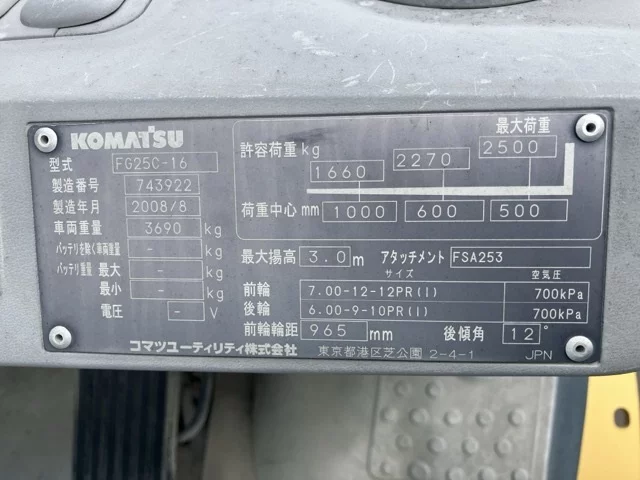 KOMATSU
型式 FG25C-16
製造番号 743922
製造年月 2008/8
車両重量 3690 kg
バッテリを除く車両重量 - kg
バッテリ重量 最大 - kg
最小 - kg
電圧 - V
最大荷重
許容荷重 kg 1660 2270 2500
荷重中心 mm 1000 600 500
最大揚高 3.0 m アタッチメント FSA253
サイズ 空気圧
前輪 7.00-12-12PR(I) 700kPa
後輪 6.00-9-10PR(I) 700kPa
前輪輪距 965 mm 後傾角 12°
コマツユーティリティ株式会社 東京都港区芝公園 2-4-1 JPN